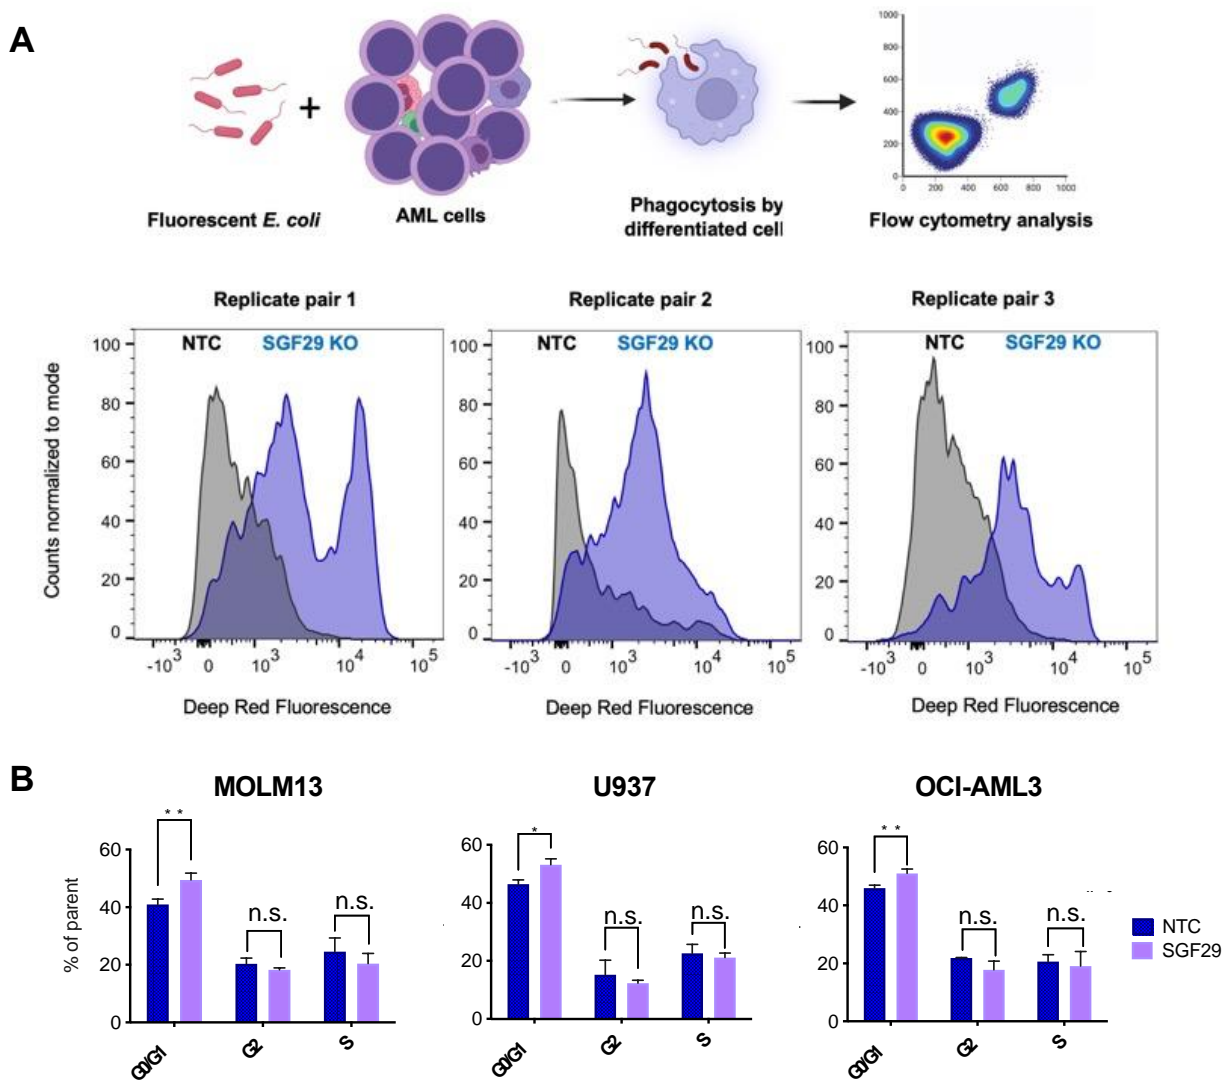 A
Fluorescent E. coli
+
AML cells
Phagocytosis by
differentiated cell
1000
800
600
400
200
0
0 200 400 600 800 1000
Flow cytometry analysis
Replicate pair 1
Replicate pair 2
Replicate pair 3
Counts normalized to mode
100
80
60
40
20
0
NTC SGF29 KO
-10³ 0 10³ 10⁴ 10⁵
Deep Red Fluorescence
100
80
60
40
20
0
NTC SGF29 KO
-10³ 0 10³ 10⁴ 10⁵
Deep Red Fluorescence
100
80
60
40
20
0
NTC SGF29 KO
-10³ 0 10³ 10⁴ 10⁵
Deep Red Fluorescence
B
MOLM13
% of parent
60
40
20
0
**
n.s.
n.s.
G0/G1 G2 S
U937
60
40
20
0
*
n.s.
n.s.
G0/G1 G2 S
OCI-AML3
60
40
20
0
**
n.s.
n.s.
G0/G1 G2 S
NTC
SGF29